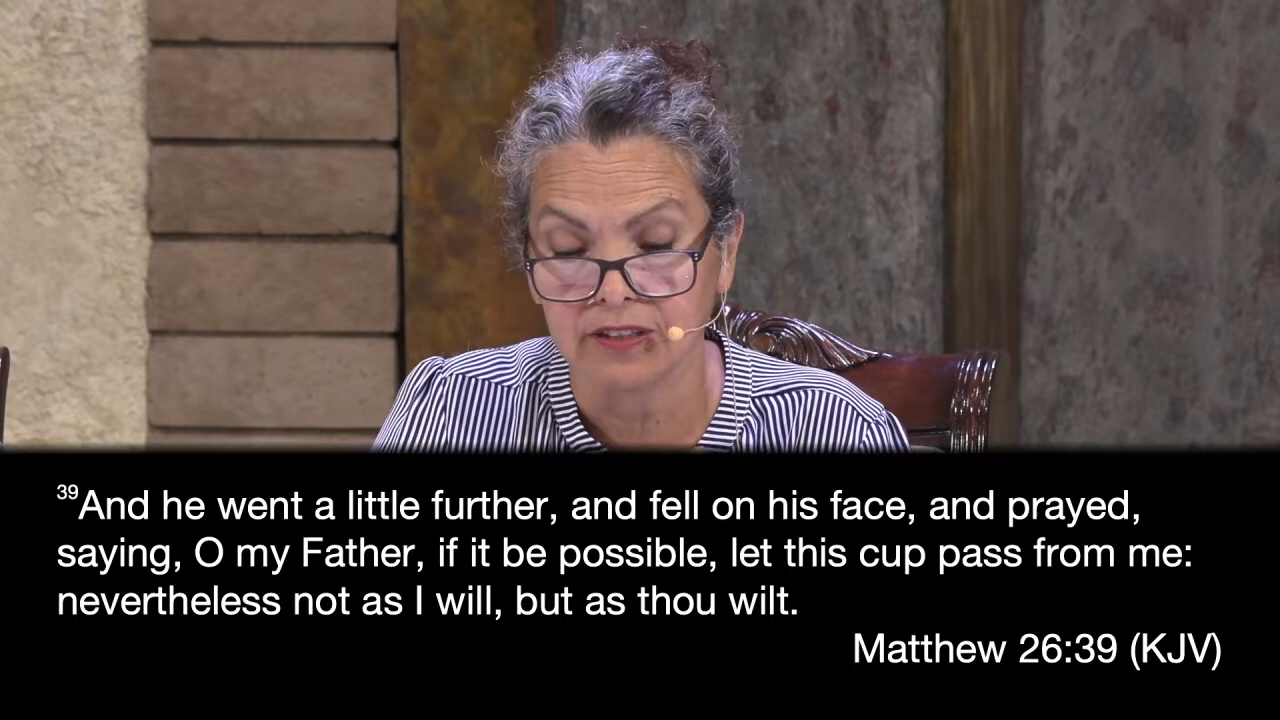 39And he went a little further, and fell on his face, and prayed,
saying, O my Father, if it be possible, let this cup pass from me:
nevertheless not as I will, but as thou wilt.
Matthew 26:39 (KJV)